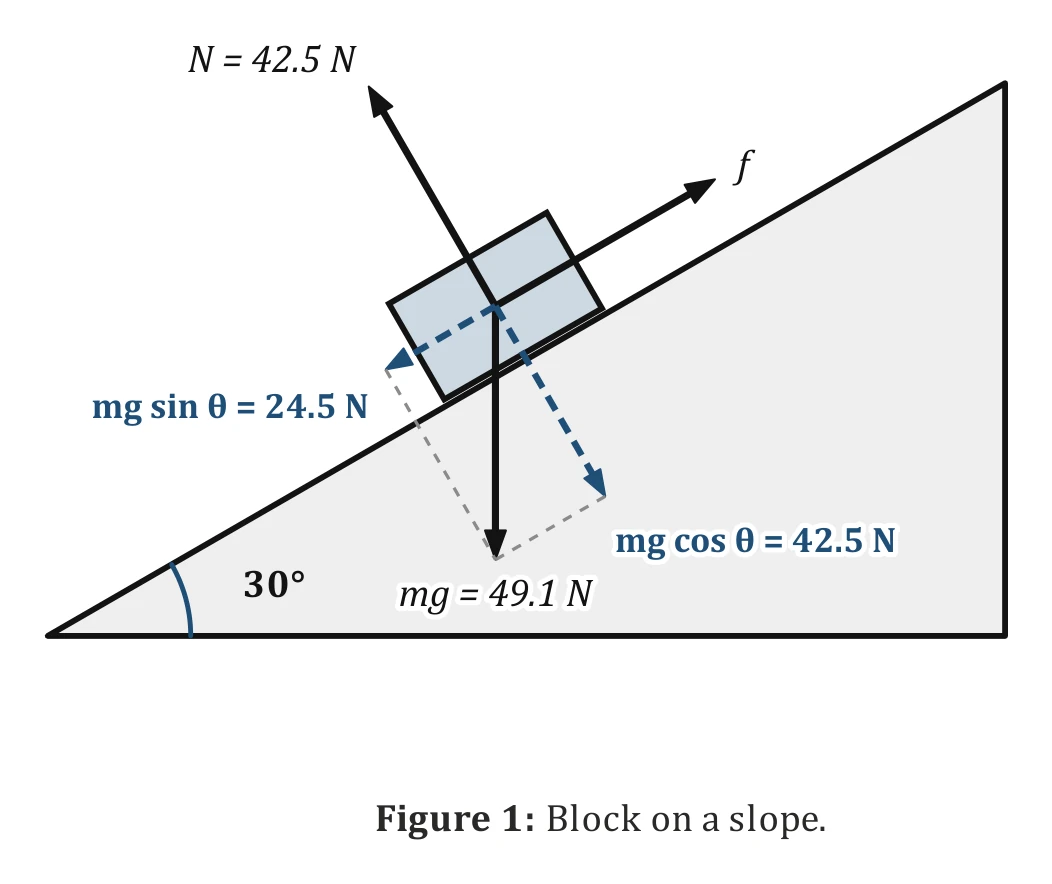 N = 42.5 N
f
mg sin θ = 24.5 N
mg cos θ = 42.5 N
30°
mg = 49.1 N
Figure 1: Block on a slope.